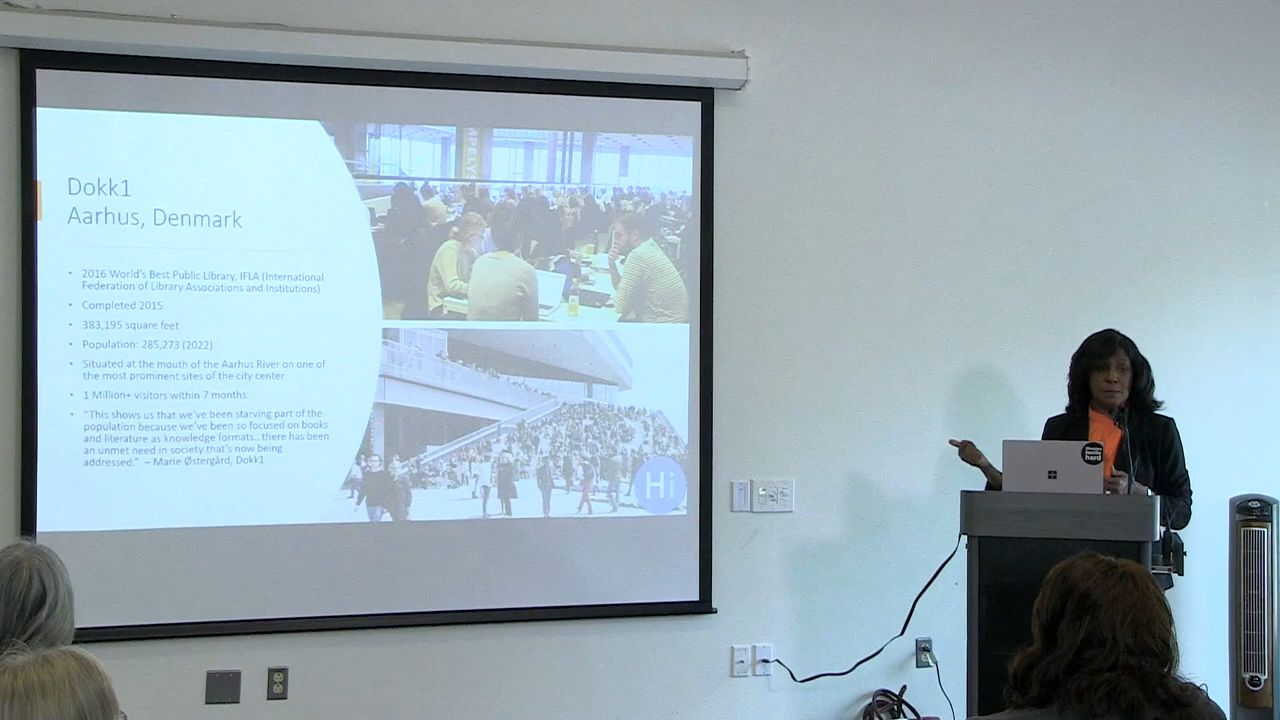 Dokk1
Aarhus, Denmark
• 2016 World's Best Public Library, IFLA (International
Federation of Library Associations and Institutions)
• Completed 2015
• 383,195 square feet
• Population: 285,273 (2022)
• Situated at the mouth of the Aarhus River on one of
the most prominent sites of the city center
• 1 Million+ visitors within 7 months
• "This shows us that we've been starving part of the
population because we've been so focused on books
and literature as knowledge formats...there has been
an unmet need in society that's now being
addressed." – Marie Østergård, Dokk1
Hi
hard